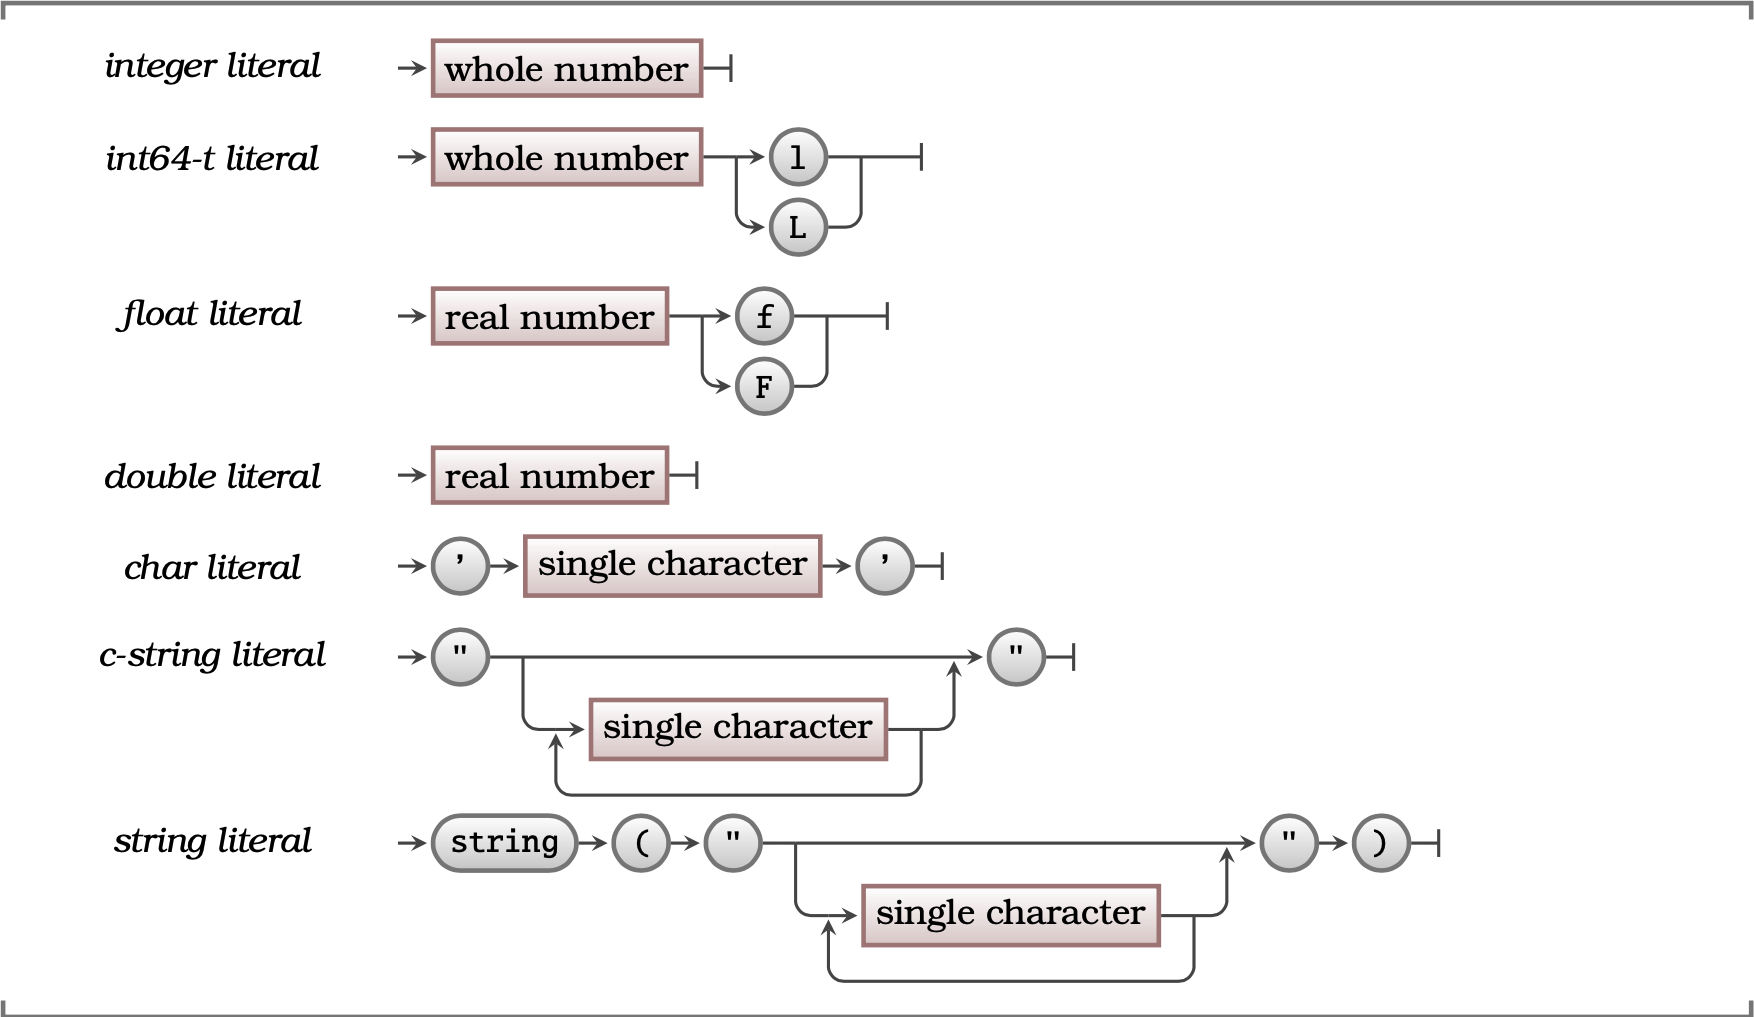 integer literal whole number
int64-t literal whole number l
L
float literal real number f
F
double literal real number
char literal ' single character '
c-string literal " "
single character
string literal string ( " " )
single character